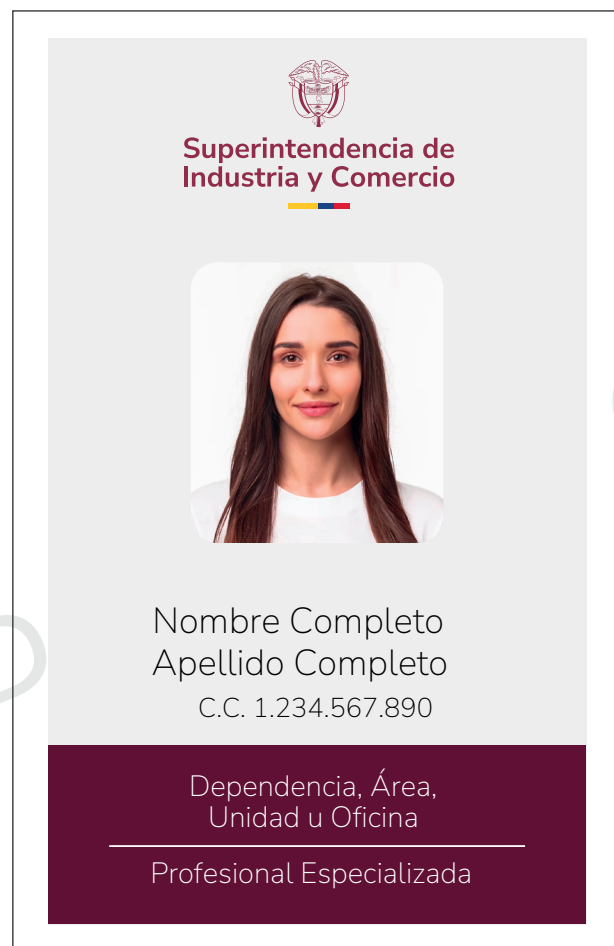 Superintendencia de
Industria y Comercio
Nombre Completo
Apellido Completo
C.C. 1.234.567.890
Dependencia, Área,
Unidad u Oficina
Profesional Especializada